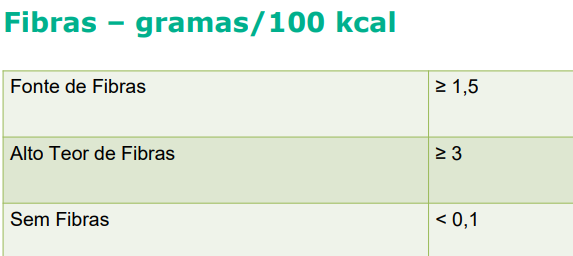 Fibras – gramas/100 kcal
Fonte de Fibras ≥ 1,5
Alto Teor de Fibras ≥ 3
Sem Fibras < 0,1